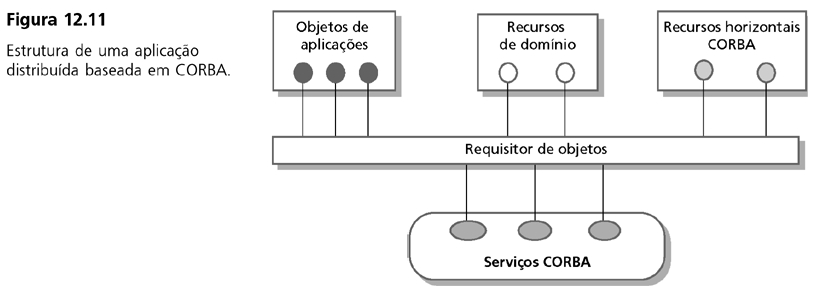 Figura 12.11
Estrutura de uma aplicação
distribuída baseada em CORBA.
Objetos de
aplicações
Recursos
de domínio
Recursos horizontais
CORBA
Requisitor de objetos
Serviços CORBA